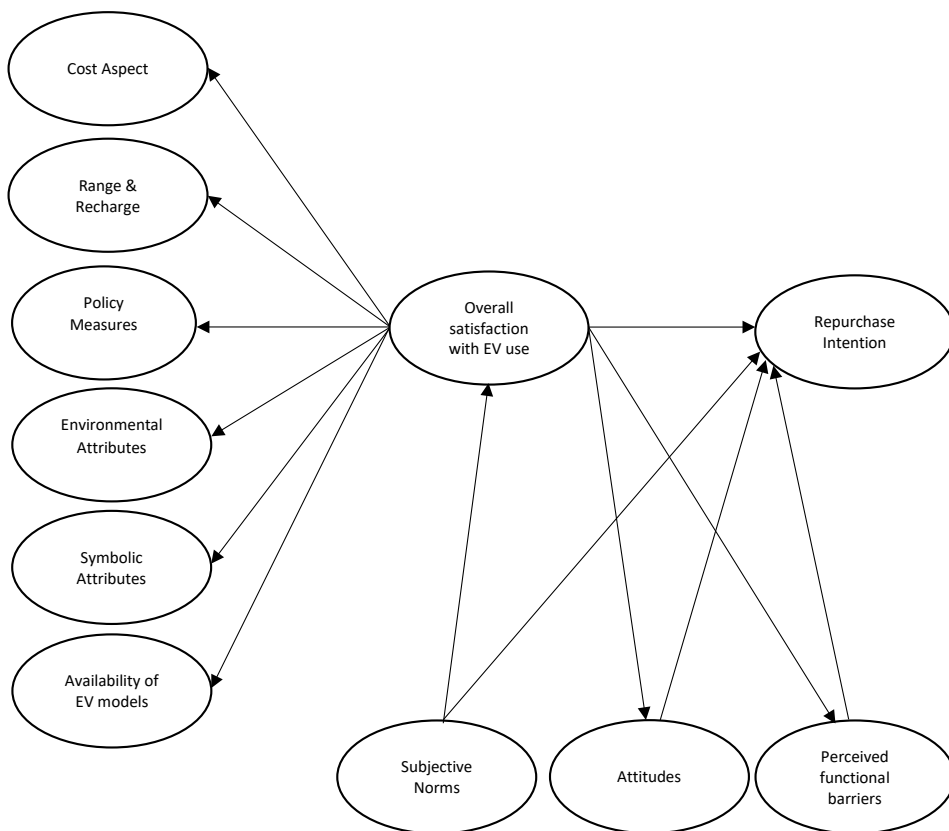 Cost Aspect
Range &
Recharge
Policy
Measures
Environmental
Attributes
Symbolic
Attributes
Availability of
EV models
Overall
satisfaction
with EV use
Repurchase
Intention
Subjective
Norms
Attitudes
Perceived
functional
barriers